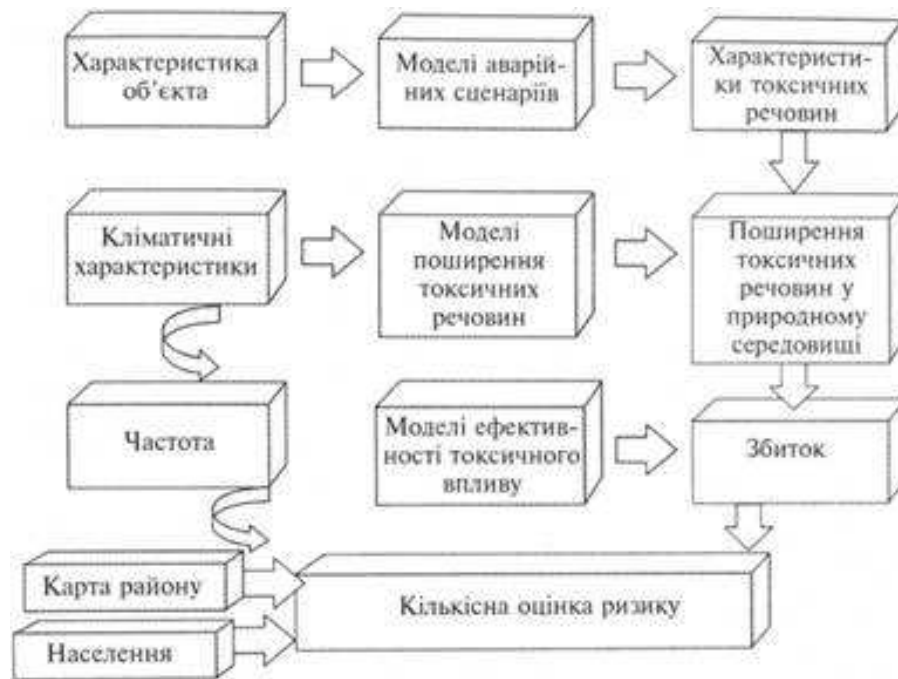 Характеристика
об’єкта
Моделі аварій-
них сценаріїв
Характеристи-
ки токсичних
речовин
Кліматичні
характеристики
Моделі
поширення
токсичних
речовин
Поширення
токсичних
речовин у
природному
середовищі
Частота
Моделі ефектив-
ності токсичного
впливу
Збиток
Карта району
Кількісна оцінка ризику
Населення